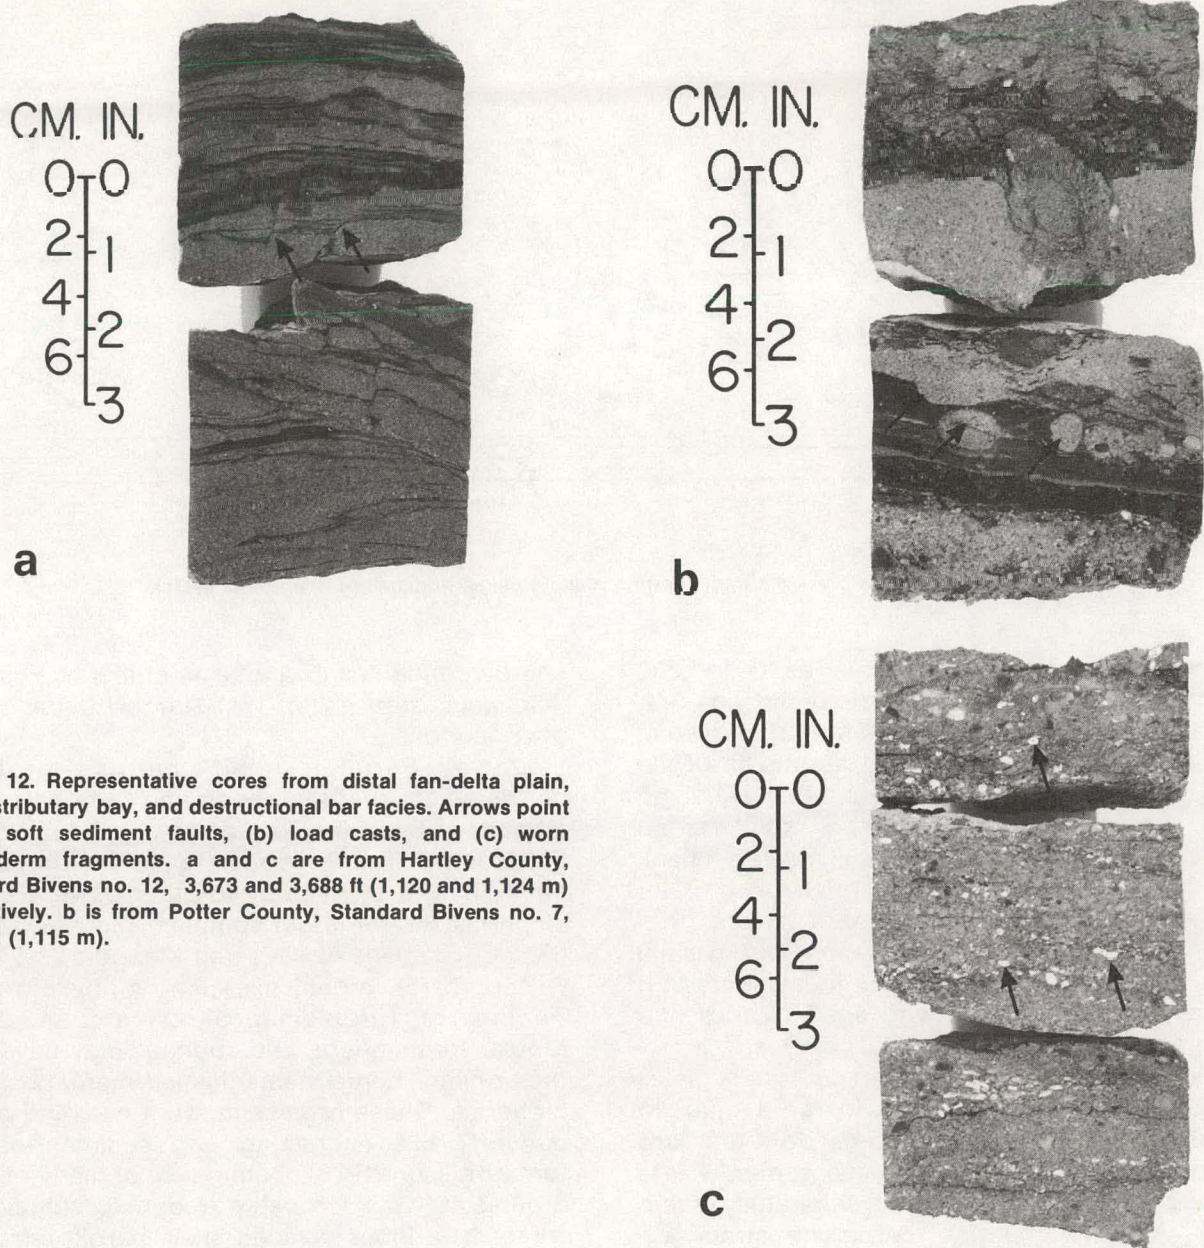 CM. IN.
0 0
2
1
4
2
6
3
a
CM. IN.
0 0
2
1
4
2
6
3
b
CM. IN.
0 0
2
1
4
2
6
3
c
12. Representative cores from distal fan-delta plain,
stributary bay, and destructional bar facies. Arrows point
soft sediment faults, (b) load casts, and (c) worn
derm fragments. a and c are from Hartley County,
rd Bivens no. 12, 3,673 and 3,688 ft (1,120 and 1,124 m)
tively. b is from Potter County, Standard Bivens no. 7,
(1,115 m).